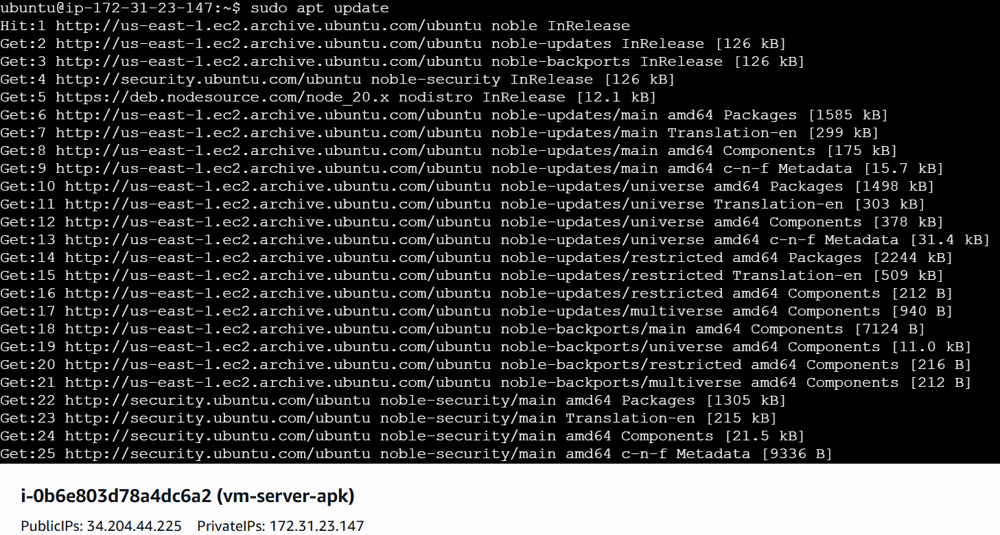 ubuntu@ip-172-31-23-147:~$ sudo apt update
Hit:1 http://us-east-1.ec2.archive.ubuntu.com/ubuntu noble InRelease
Get:2 http://us-east-1.ec2.archive.ubuntu.com/ubuntu noble-updates InRelease [126 kB]
Get:3 http://us-east-1.ec2.archive.ubuntu.com/ubuntu noble-backports InRelease [126 kB]
Get:4 http://security.ubuntu.com/ubuntu noble-security InRelease [126 kB]
Get:5 https://deb.nodesource.com/node_20.x nodistro InRelease [12.1 kB]
Get:6 http://us-east-1.ec2.archive.ubuntu.com/ubuntu noble-updates/main amd64 Packages [1585 kB]
Get:7 http://us-east-1.ec2.archive.ubuntu.com/ubuntu noble-updates/main Translation-en [299 kB]
Get:8 http://us-east-1.ec2.archive.ubuntu.com/ubuntu noble-updates/main amd64 Components [175 kB]
Get:9 http://us-east-1.ec2.archive.ubuntu.com/ubuntu noble-updates/main amd64 c-n-f Metadata [15.7 kB]
Get:10 http://us-east-1.ec2.archive.ubuntu.com/ubuntu noble-updates/universe amd64 Packages [1498 kB]
Get:11 http://us-east-1.ec2.archive.ubuntu.com/ubuntu noble-updates/universe Translation-en [303 kB]
Get:12 http://us-east-1.ec2.archive.ubuntu.com/ubuntu noble-updates/universe amd64 Components [378 kB]
Get:13 http://us-east-1.ec2.archive.ubuntu.com/ubuntu noble-updates/universe amd64 c-n-f Metadata [31.4 kB]
Get:14 http://us-east-1.ec2.archive.ubuntu.com/ubuntu noble-updates/restricted amd64 Packages [2244 kB]
Get:15 http://us-east-1.ec2.archive.ubuntu.com/ubuntu noble-updates/restricted Translation-en [509 kB]
Get:16 http://us-east-1.ec2.archive.ubuntu.com/ubuntu noble-updates/restricted amd64 Components [212 B]
Get:17 http://us-east-1.ec2.archive.ubuntu.com/ubuntu noble-updates/multiverse amd64 Components [940 B]
Get:18 http://us-east-1.ec2.archive.ubuntu.com/ubuntu noble-backports/main amd64 Components [7124 B]
Get:19 http://us-east-1.ec2.archive.ubuntu.com/ubuntu noble-backports/universe amd64 Components [11.0 kB]
Get:20 http://us-east-1.ec2.archive.ubuntu.com/ubuntu noble-backports/restricted amd64 Components [216 B]
Get:21 http://us-east-1.ec2.archive.ubuntu.com/ubuntu noble-backports/multiverse amd64 Components [212 B]
Get:22 http://security.ubuntu.com/ubuntu noble-security/main amd64 Packages [1305 kB]
Get:23 http://security.ubuntu.com/ubuntu noble-security/main Translation-en [215 kB]
Get:24 http://security.ubuntu.com/ubuntu noble-security/main amd64 Components [21.5 kB]
Get:25 http://security.ubuntu.com/ubuntu noble-security/main amd64 c-n-f Metadata [9336 B]
i-0b6e803d78a4dc6a2 (vm-server-apk)
PublicIPs: 34.204.44.225 PrivateIPs: 172.31.23.147